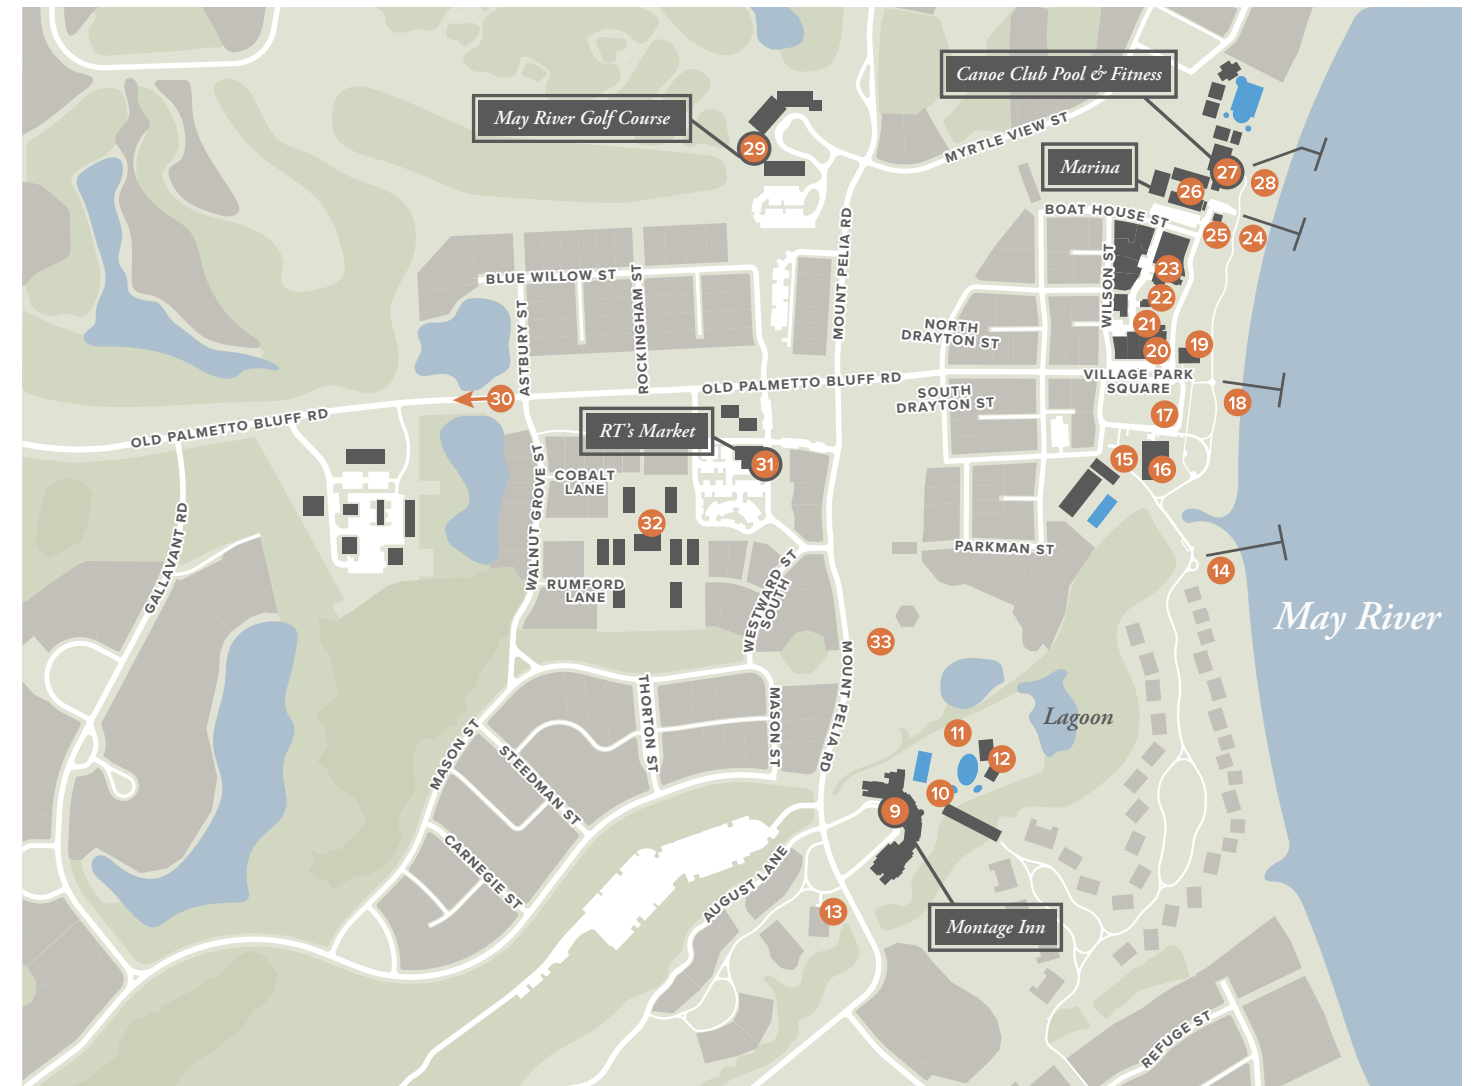 Canoe Club Pool & Fitness
May River Golf Course
29
MYRTLE VIEW ST
Marina
27
28
26
BOAT HOUSE ST
25
24
MOUNT PELIA RD
WILSON ST
23
BLUE WILLOW ST
ROCKINGHAM ST
ASTBURY ST
22
21
20
19
NORTH
DRAYTON ST
VILLAGE PARK
SQUARE
OLD PALMETTO BLUFF RD
SOUTH
DRAYTON ST
30
18
17
OLD PALMETTO BLUFF RD
RT's Market
31
15
16
WALNUT GROVE ST
COBALT
LANE
32
GALLAVANT RD
PARKMAN ST
14
RUMFORD
LANE
WESTWARD ST
SOUTH
May River
33
MOUNT PELIA RD
THORTON ST
MASON ST
MASON ST
STEEDMAN ST
Lagoon
11
12
10
9
CARNEGIE ST
AUGUST LANE
13
Montage Inn
REFUGE ST